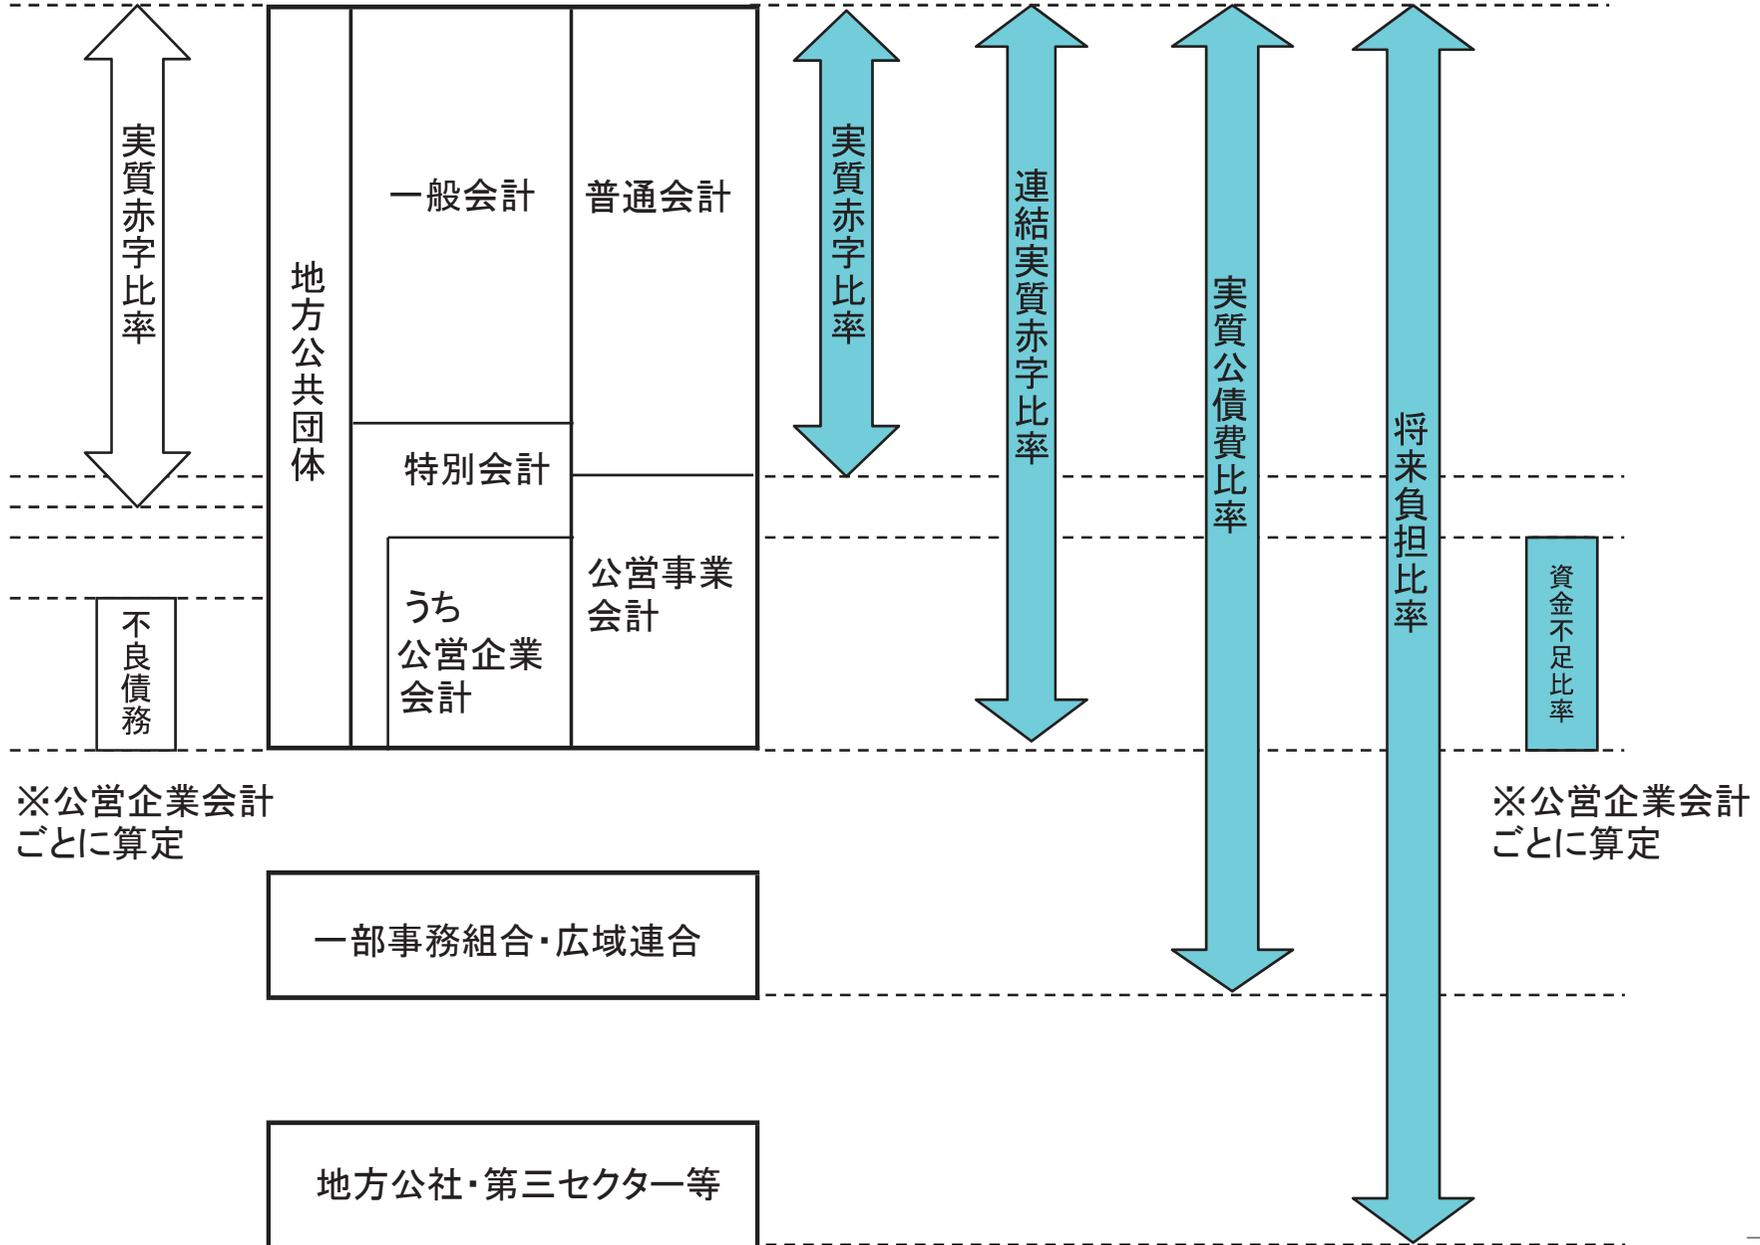 実質赤字比率
不良債務
※公営企業会計
ごとに算定
地方公共団体
一般会計
特別会計
うち
公営企業
会計
普通会計
公営事業
会計
実質赤字比率
連結実質赤字比率
実質公債費比率
将来負担比率
資金不足比率
※公営企業会計
ごとに算定
一部事務組合・広域連合
地方公社・第三セクター等